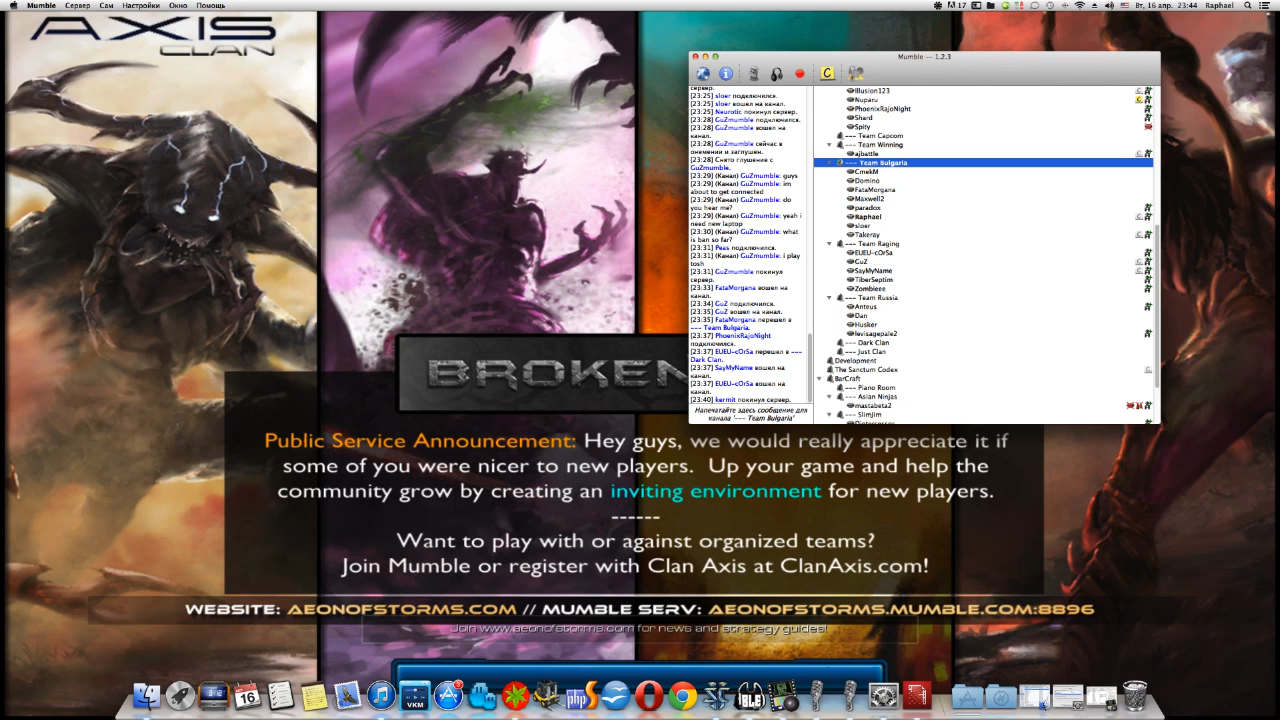 Mumble Сервер Сам Настройки Окно Помощь
17 Вт, 16 апр. 23:44 Raphael
AXIS
CLAN
Mumble -- 1.2.3
сервер.
[23:25] sloer подключился.
[23:25] sloer вошел на канал.
[23:25] Neurotic покинул сервер.
[23:28] GuZmumble подключился.
[23:28] GuZmumble вошел на
канал.
[23:28] GuZmumble сейчас в
онемении и заглушен.
[23:28] Снято глушение с
GuZmumble.
[23:29] (Канал) GuZmumble: guys
[23:29] (Канал) GuZmumble: im
about to get connected
[23:29] (Канал) GuZmumble: do
you hear me?
[23:29] (Канал) GuZmumble: yeah i
need new laptop
[23:30] (Канал) GuZmumble: what
is ban so far?
[23:31] Peas подключился.
[23:31] (Канал) GuZmumble: i play
tosh
[23:31] GuZmumble покинул
сервер.
[23:33] FataMorgana вошел на
канал.
[23:34] GuZ подключился.
[23:35] GuZ вошел на канал.
[23:35] FataMorgana перешел в
--- Team Bulgaria.
[23:37] PhoenixRajoNight
подключился.
[23:37] EUEU-cOrSa перешел в ---
Dark Clan.
[23:37] SayMyName вошел на
канал.
[23:37] EUEU-cOrSa вошел на
канал.
[23:40] kermit покинул сервер.
Напечатайте здесь сообщение для
канала '--- Team Bulgaria'
Illusion123
Nuparu
PhoenixRajoNight
Shard
Spity
--- Team Capcom
--- Team Winning
ajbattle
--- Team Bulgaria
CmekM
Domino
FataMorgana
Maxwell2
paradox
Raphael
sloer
Takeray
--- Team Raging
EUEU-cOrSa
GuZ
SayMyName
TiberSeptim
Zombieee
--- Team Russia
Anteus
Dan
Husker
levisagepale2
--- Dark Clan
--- Just Clan
Development
The Sanctum Codex
BarCraft
--- Piano Room
--- Asian Ninjas
mastabeta2
--- SlimJim
BROKEN
Public Service Announcement: Hey guys, we would really appreciate it if
some of you were nicer to new players. Up your game and help the
community grow by creating an inviting environment for new players.
------
Want to play with or against organized teams?
Join Mumble or register with Clan Axis at ClanAxis.com!
WEBSITE: AEONOFSTORMS.COM // MUMBLE SERV: AEONOFSTORMS.MUMBLE.COM:8896
Join www.aeonofstorms.com for news and strategy guides!
16
VKM
php
IBLE